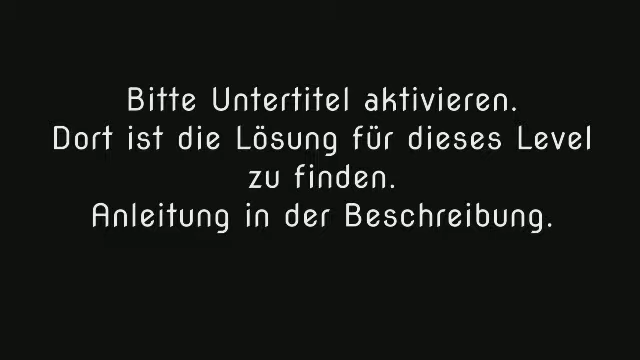 Bitte Untertitel aktivieren.
Dort ist die Lösung für dieses Level
zu finden.
Anleitung in der Beschreibung.